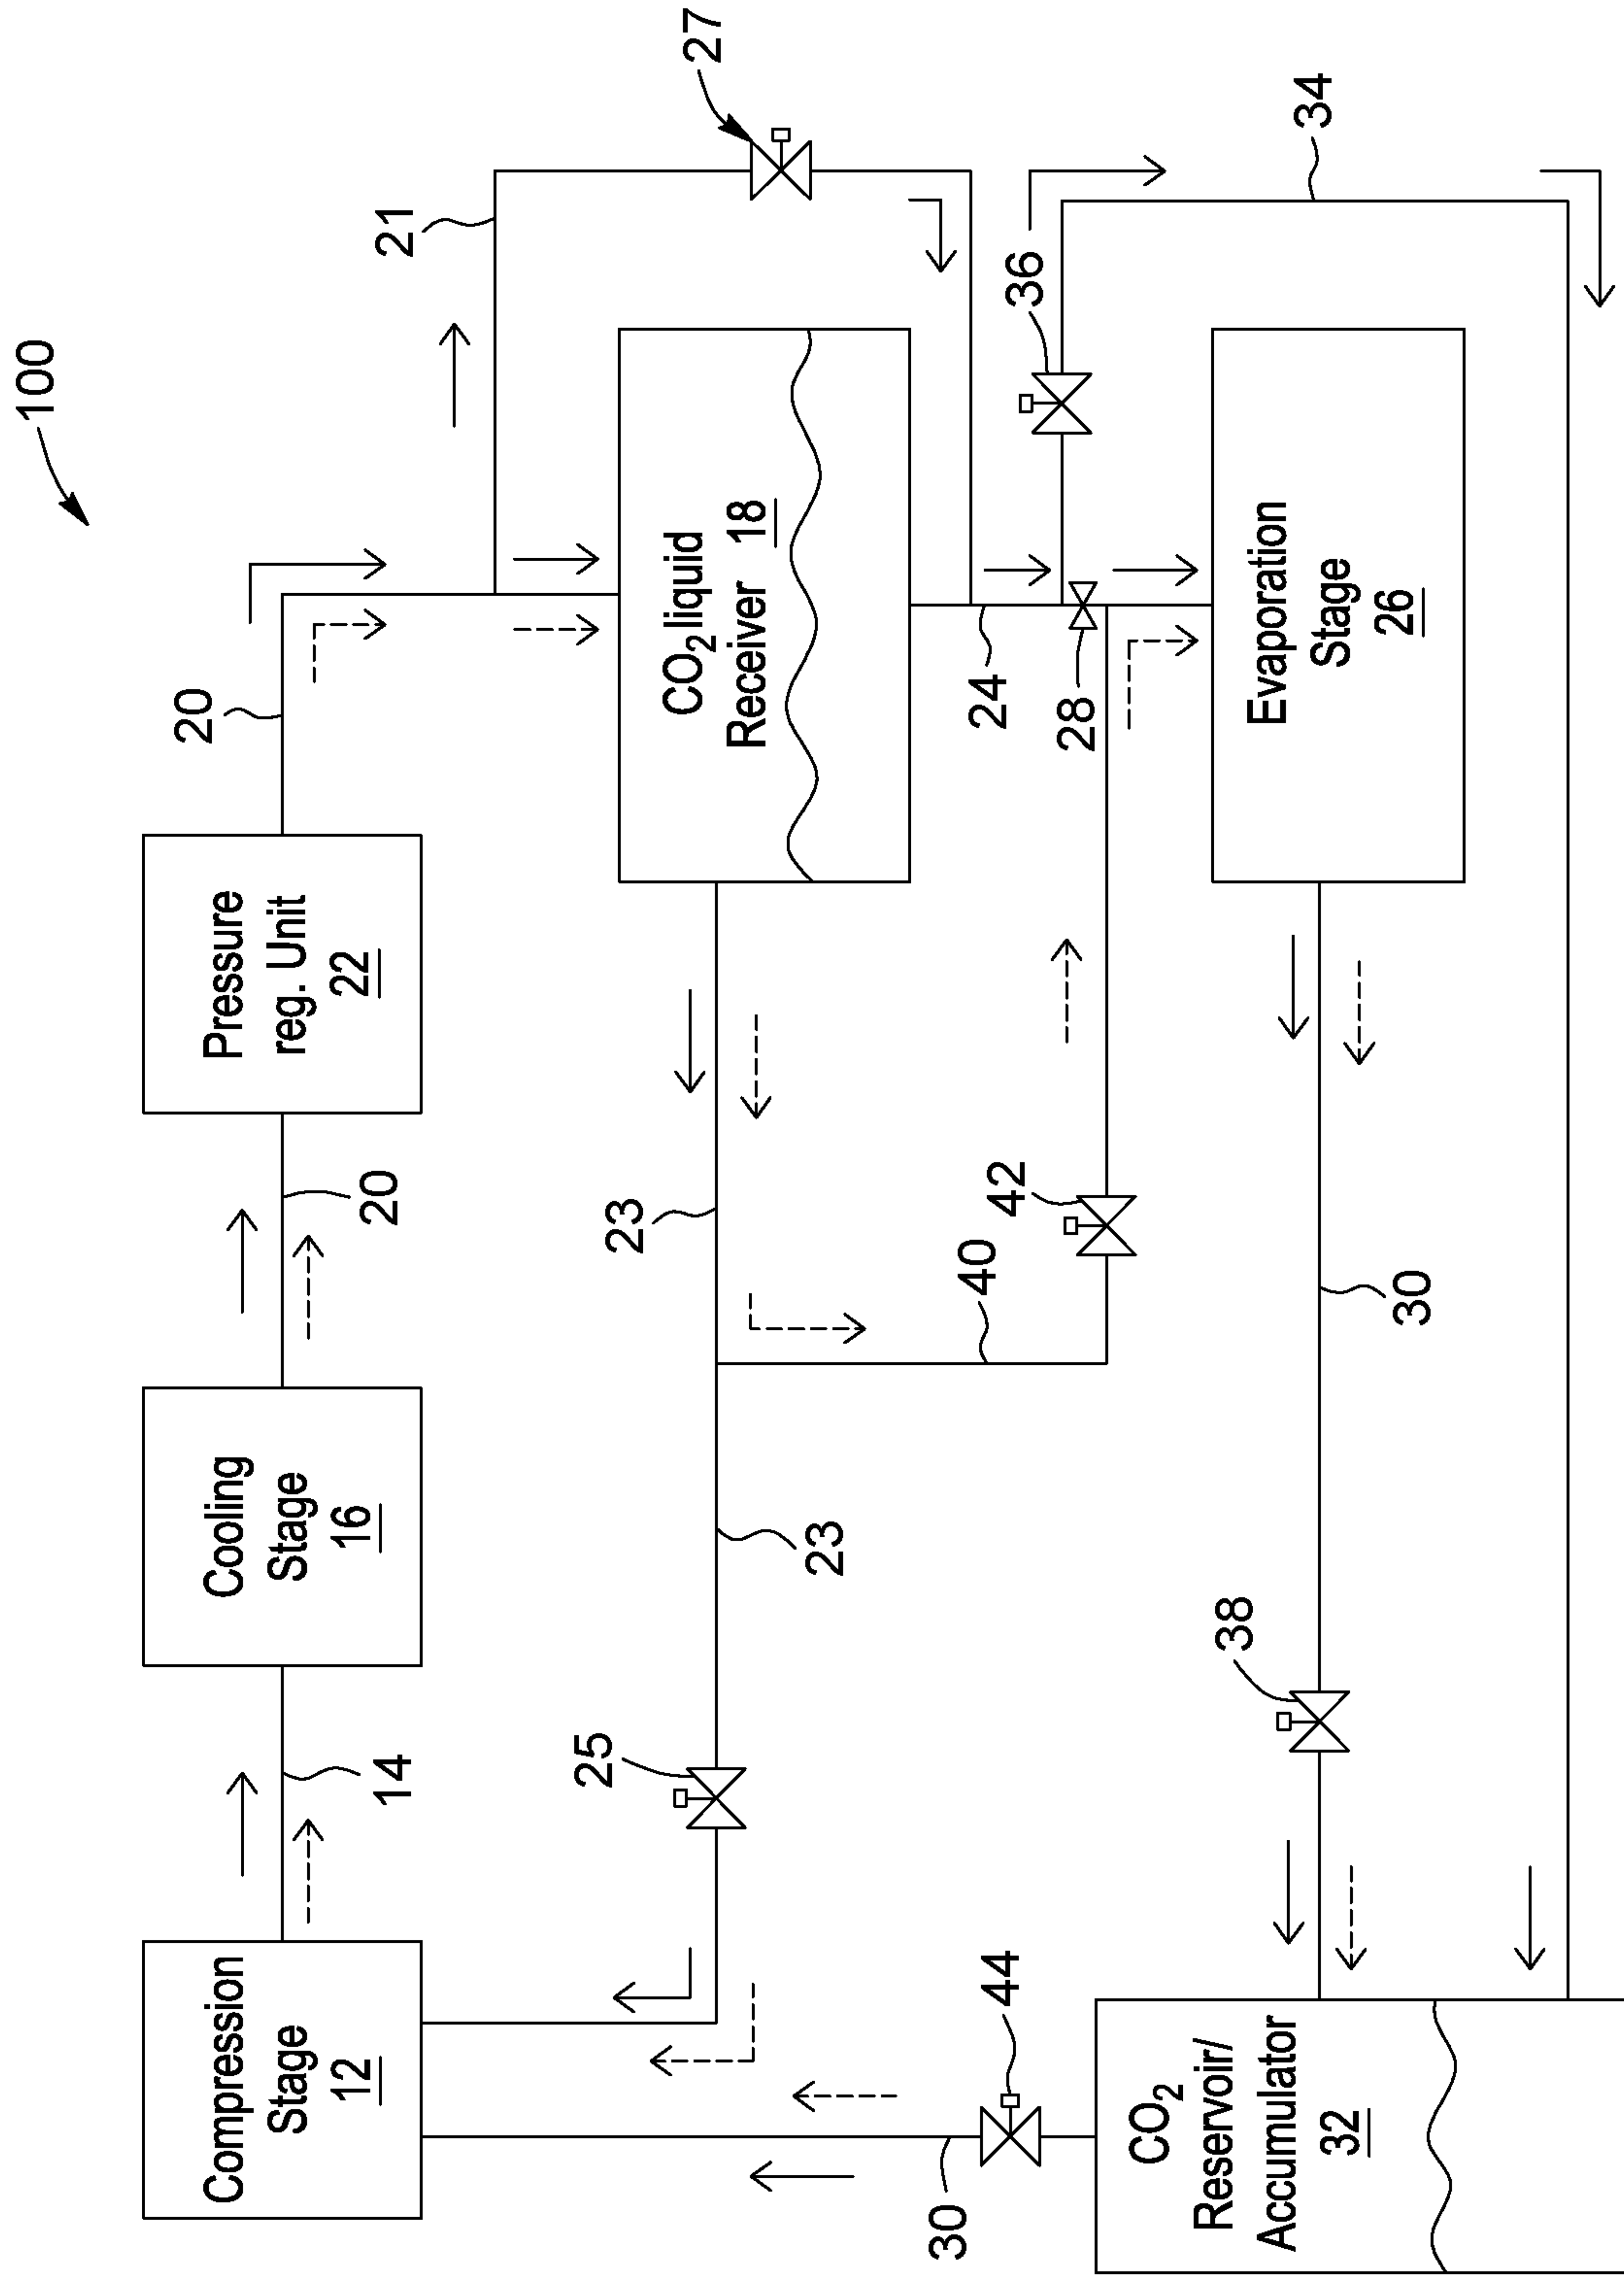 100
Compression
Stage
12
14
Cooling
Stage
16
20
Pressure
reg. Unit
22
20
21
27
25
23
23
CO2 liquid
Receiver 18
44
30
40
42
24
28
36
34
CO2
Reservoir/
Accumulator
32
38
30
Evaporation
Stage
26